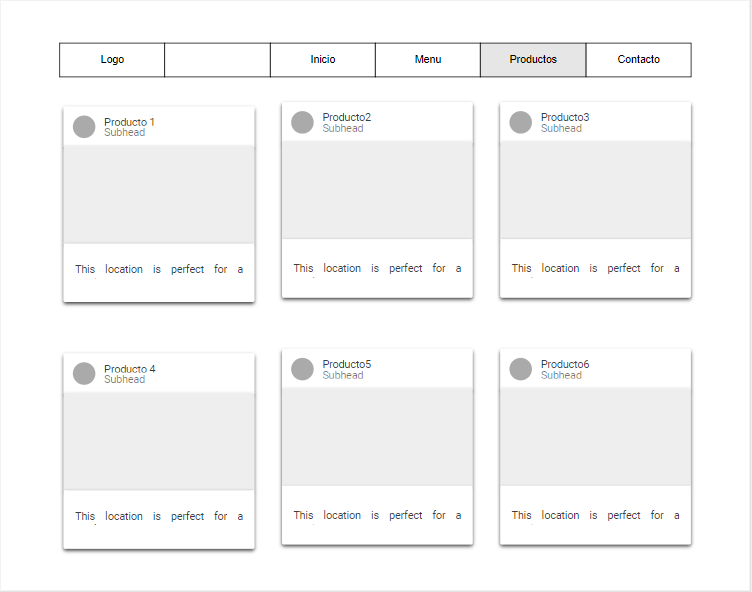 Logo
Inicio
Menu
Productos
Contacto
Producto 1
Subhead
This location is perfect for a
Producto2
Subhead
This location is perfect for a
Producto3
Subhead
This location is perfect for a
Producto 4
Subhead
This location is perfect for a
Producto5
Subhead
This location is perfect for a
Producto6
Subhead
This location is perfect for a